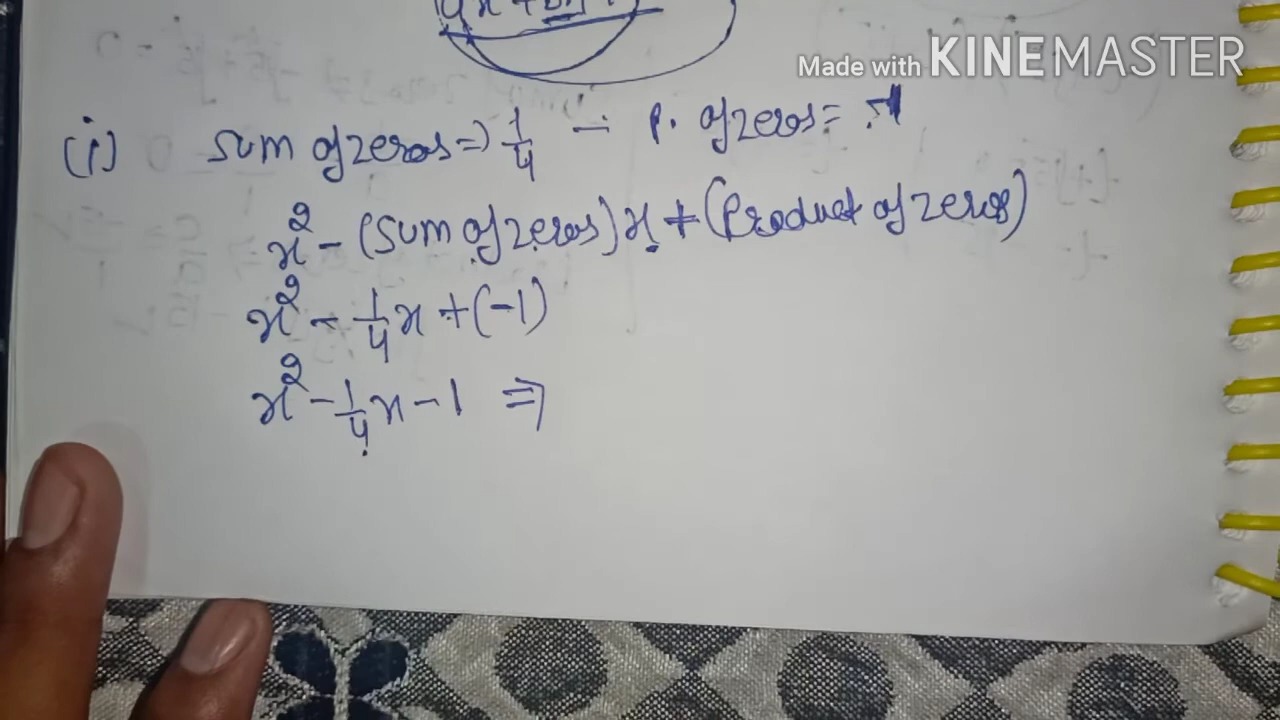 Made with KINEMASTER
(i) Sum of zeros => 1/4 - P. of zeros = -1
x² - (Sum of zeros)x + (Product of zeros)
x² - 1/4 x + (-1)
x² - 1/4 x - 1 =>